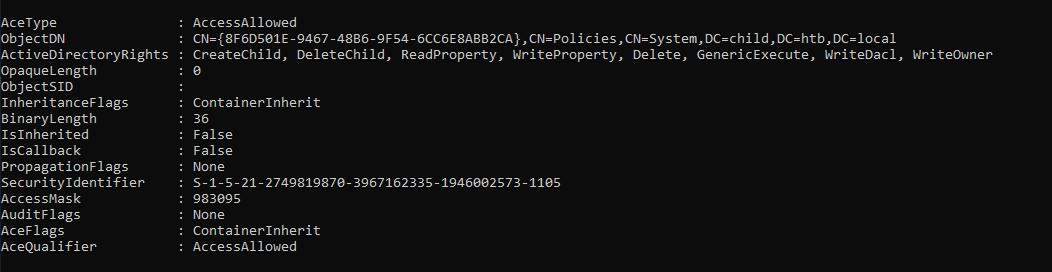 AceType : AccessAllowed
ObjectDN : CN={8F6D501E-9467-48B6-9F54-6CC6E8ABB2CA},CN=Policies,CN=System,DC=child,DC=htb,DC=local
ActiveDirectoryRights : CreateChild, DeleteChild, ReadProperty, WriteProperty, Delete, GenericExecute, WriteDacl, WriteOwner
OpaqueLength : 0
ObjectSID :
InheritanceFlags : ContainerInherit
BinaryLength : 36
IsInherited : False
IsCallback : False
PropagationFlags : None
SecurityIdentifier : S-1-5-21-2749819870-3967162335-1946002573-1105
AccessMask : 983095
AuditFlags : None
AceFlags : ContainerInherit
AceQualifier : AccessAllowed